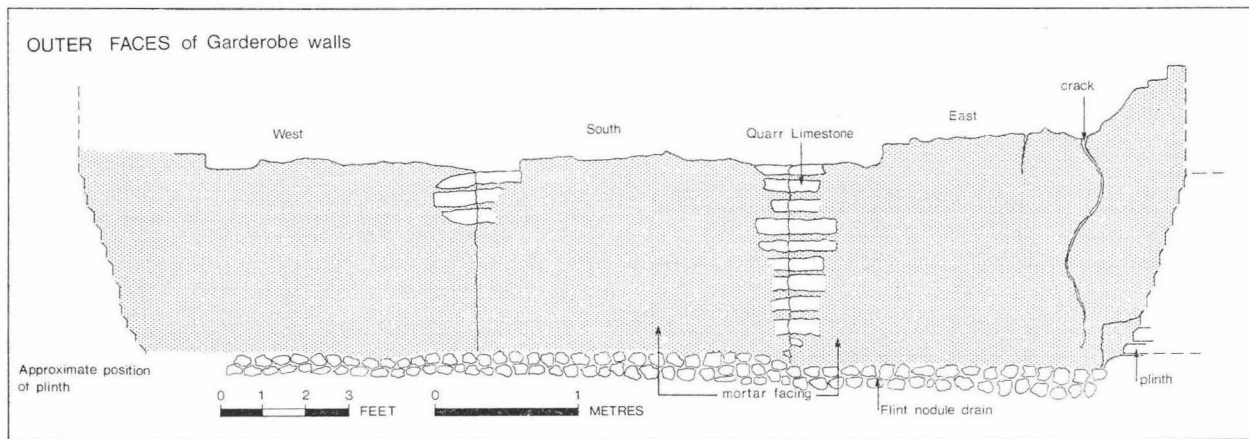 OUTER FACES of Garderobe walls
crack
West
South
Quarr Limestone
East
Approximate position
of plinth
0 1 2 3 FEET
0 1 METRES
mortar facing
Flint nodule drain
plinth